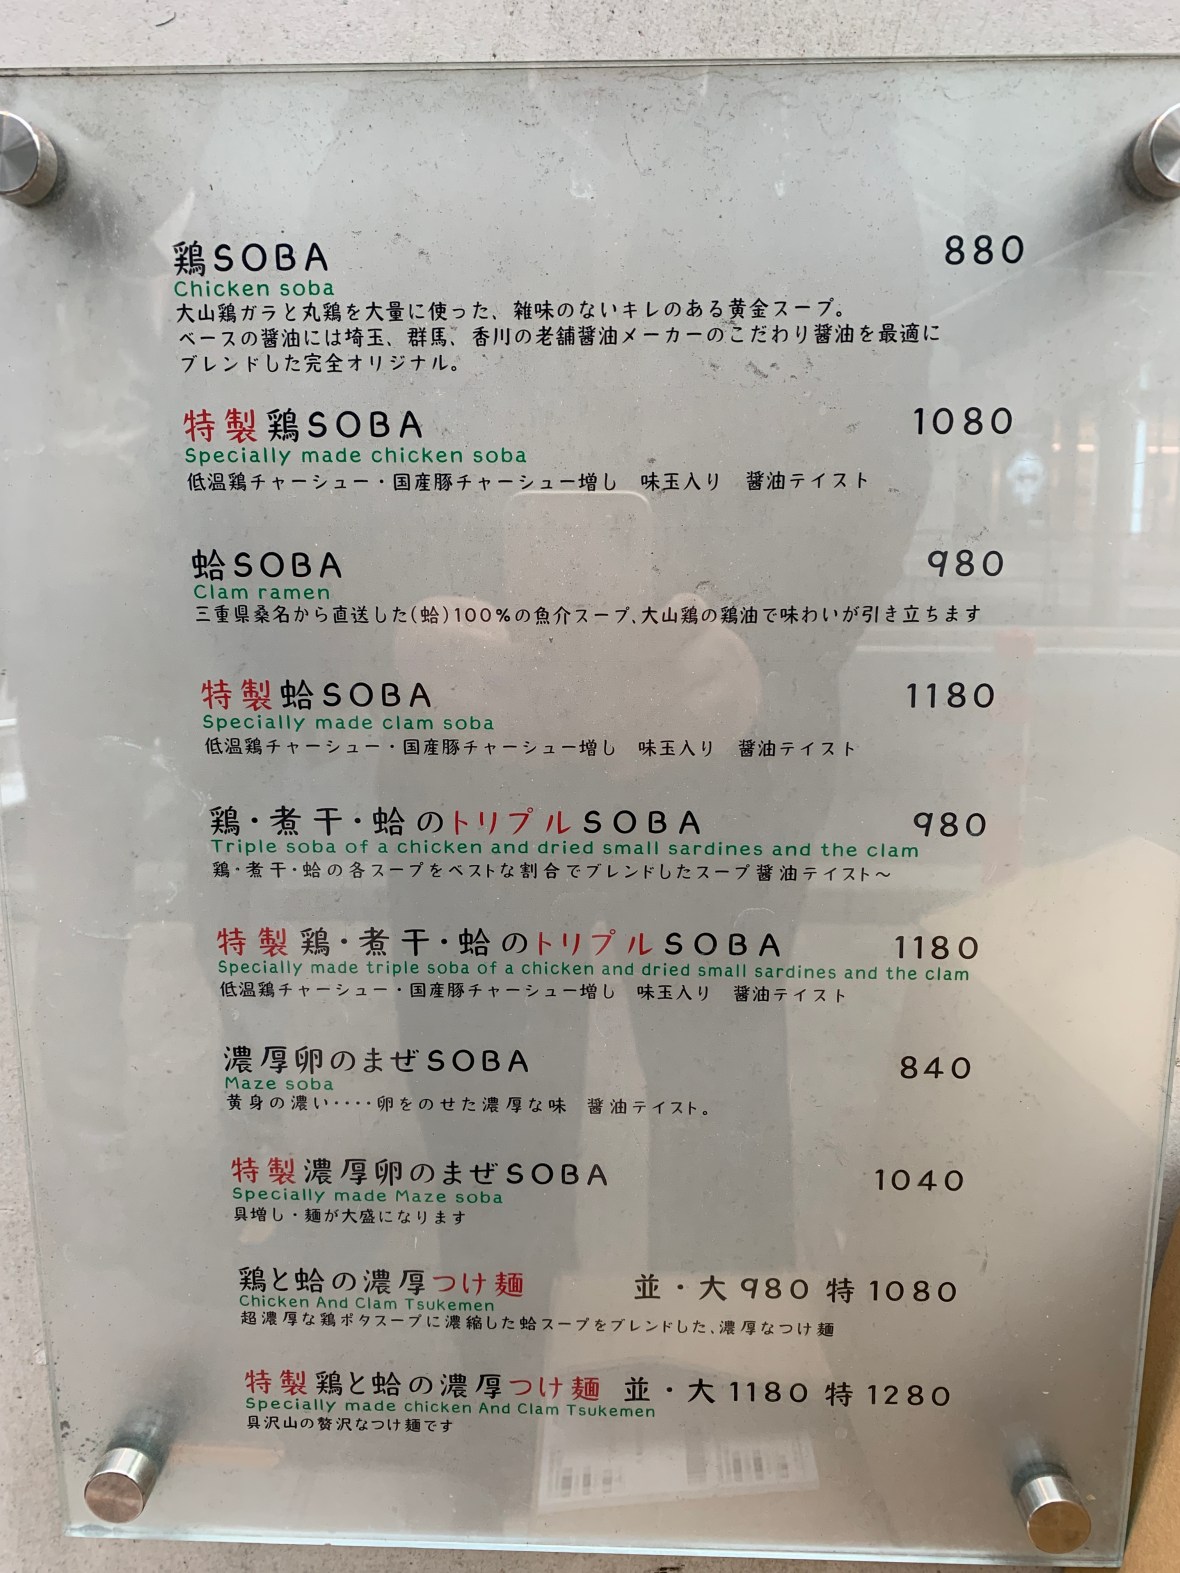 鶏SOBA 880
Chicken soba
大山鶏ガラと丸鶏を大量に使った、雑味のないキレのある黄金スープ。
ベースの醤油には埼玉、群馬、香川の老舗醤油メーカーのこだわり醤油を最適に
ブレンドした完全オリジナル。
特製鶏SOBA 1080
Specially made chicken soba
低温鶏チャーシュー・国産豚チャーシュー増し 味玉入り 醤油テイスト
蛤SOBA 980
Clam ramen
三重県桑名から直送した(蛤)100%の魚介スープ、大山鶏の鶏油で味わいが引き立ちます
特製蛤SOBA 1180
Specially made clam soba
低温鶏チャーシュー・国産豚チャーシュー増し 味玉入り 醤油テイスト
鶏・煮干・蛤のトリプルSOBA 980
Triple soba of a chicken and dried small sardines and the clam
鶏・煮干・蛤の各スープをベストな割合でブレンドしたスープ醤油テイスト～
特製鶏・煮干・蛤のトリプルSOBA 1180
Specially made triple soba of a chicken and dried small sardines and the clam
低温鶏チャーシュー・国産豚チャーシュー増し 味玉入り 醤油テイスト
濃厚卵のまぜSOBA 840
Maze soba
黄身の濃い‥‥卵をのせた濃厚な味 醤油テイスト。
特製濃厚卵のまぜSOBA 1040
Specially made Maze soba
具増し・麺が大盛になります
鶏と蛤の濃厚つけ麺 並・大980 特1080
Chicken And Clam Tsukemen
超濃厚な鶏ポタスープに濃縮した蛤スープをブレンドした、濃厚なつけ麺
特製鶏と蛤の濃厚つけ麺 並・大1180 特1280
Specially made chicken And Clam Tsukemen
具沢山の贅沢なつけ麺です